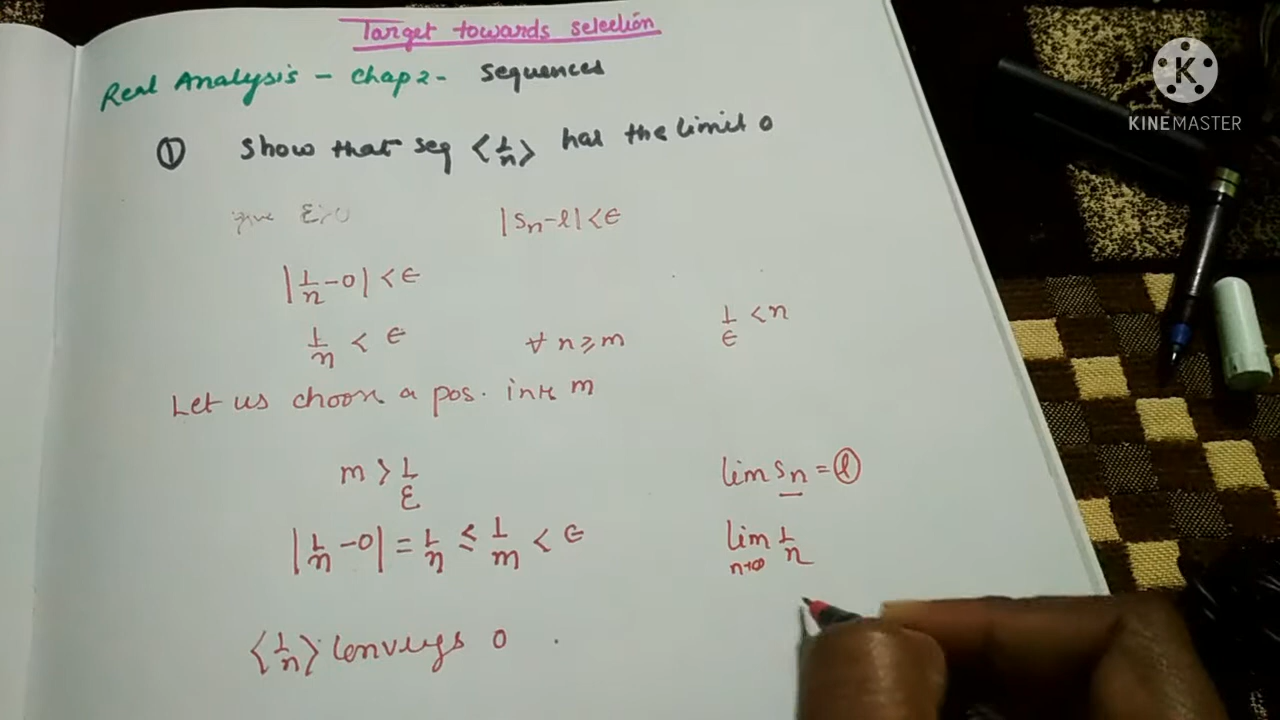 Target towards selection
Real Analysis - Chap 2 - Sequences
① Show that seq <1/n> has the limit 0
give ε>0 |Sn-l|<ϵ
|1/n-0|<ϵ
1/n < ϵ ∀ n≥m 1/ϵ <n
Let us choose a pos. int m
m > 1/ε lim Sn = l
|1/n-0| = 1/n ≤ 1/m < ϵ lim n→∞ 1/n
<1/n> convergs 0 .
KINEMASTER